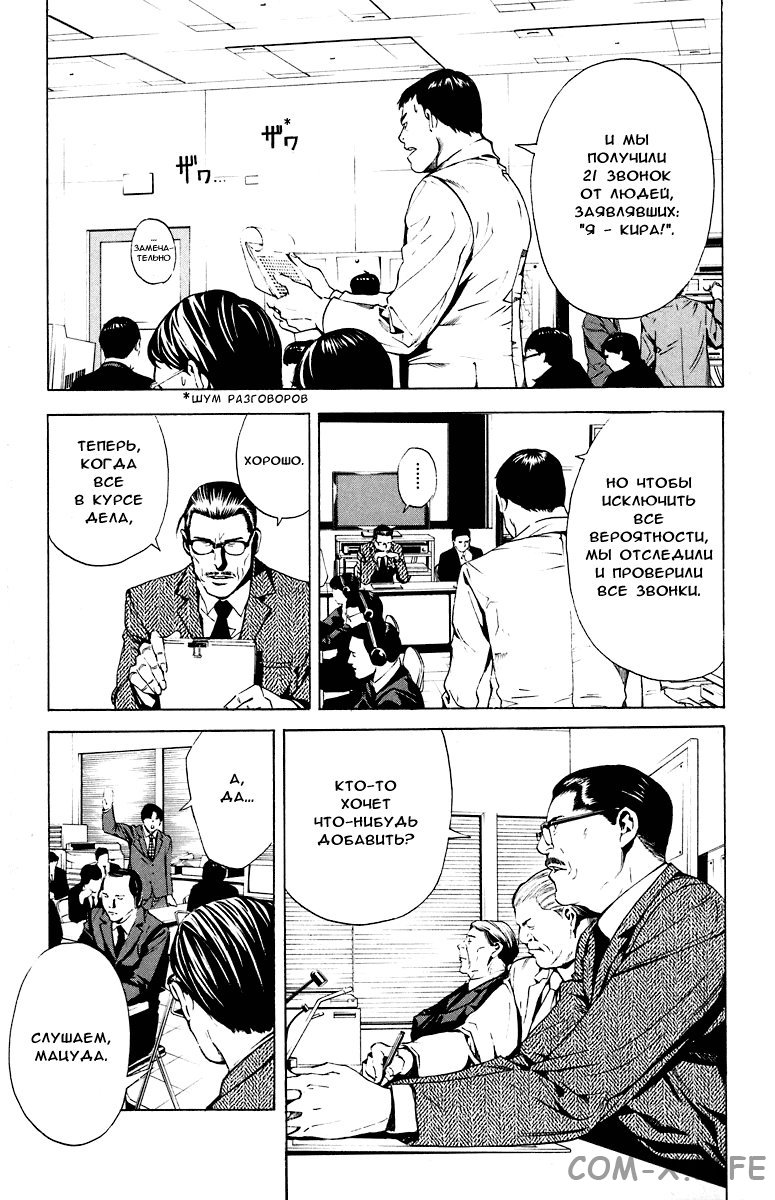 И МЫ
ПОЛУЧИЛИ
21 ЗВОНОК
ОТ ЛЮДЕЙ,
ЗАЯВЛЯВШИХ:
"Я - КИРА!".
ザワ*
ザワ...
...
ЗАМЕЧА-
ТЕЛЬНО
*ШУМ РАЗГОВОРОВ
НО ЧТОБЫ
ИСКЛЮЧИТЬ
ВСЕ
ВЕРОЯТНОСТИ,
МЫ ОТСЛЕДИЛИ
И ПРОВЕРИЛИ
ВСЕ ЗВОНКИ.
......
ХОРОШО.
ТЕПЕРЬ,
КОГДА
ВСЕ
В КУРСЕ
ДЕЛА,
КТО-ТО
ХОЧЕТ
ЧТО-НИБУДЬ
ДОБАВИТЬ?
А,
ДА...
СЛУШАЕМ,
МАЦУДА.